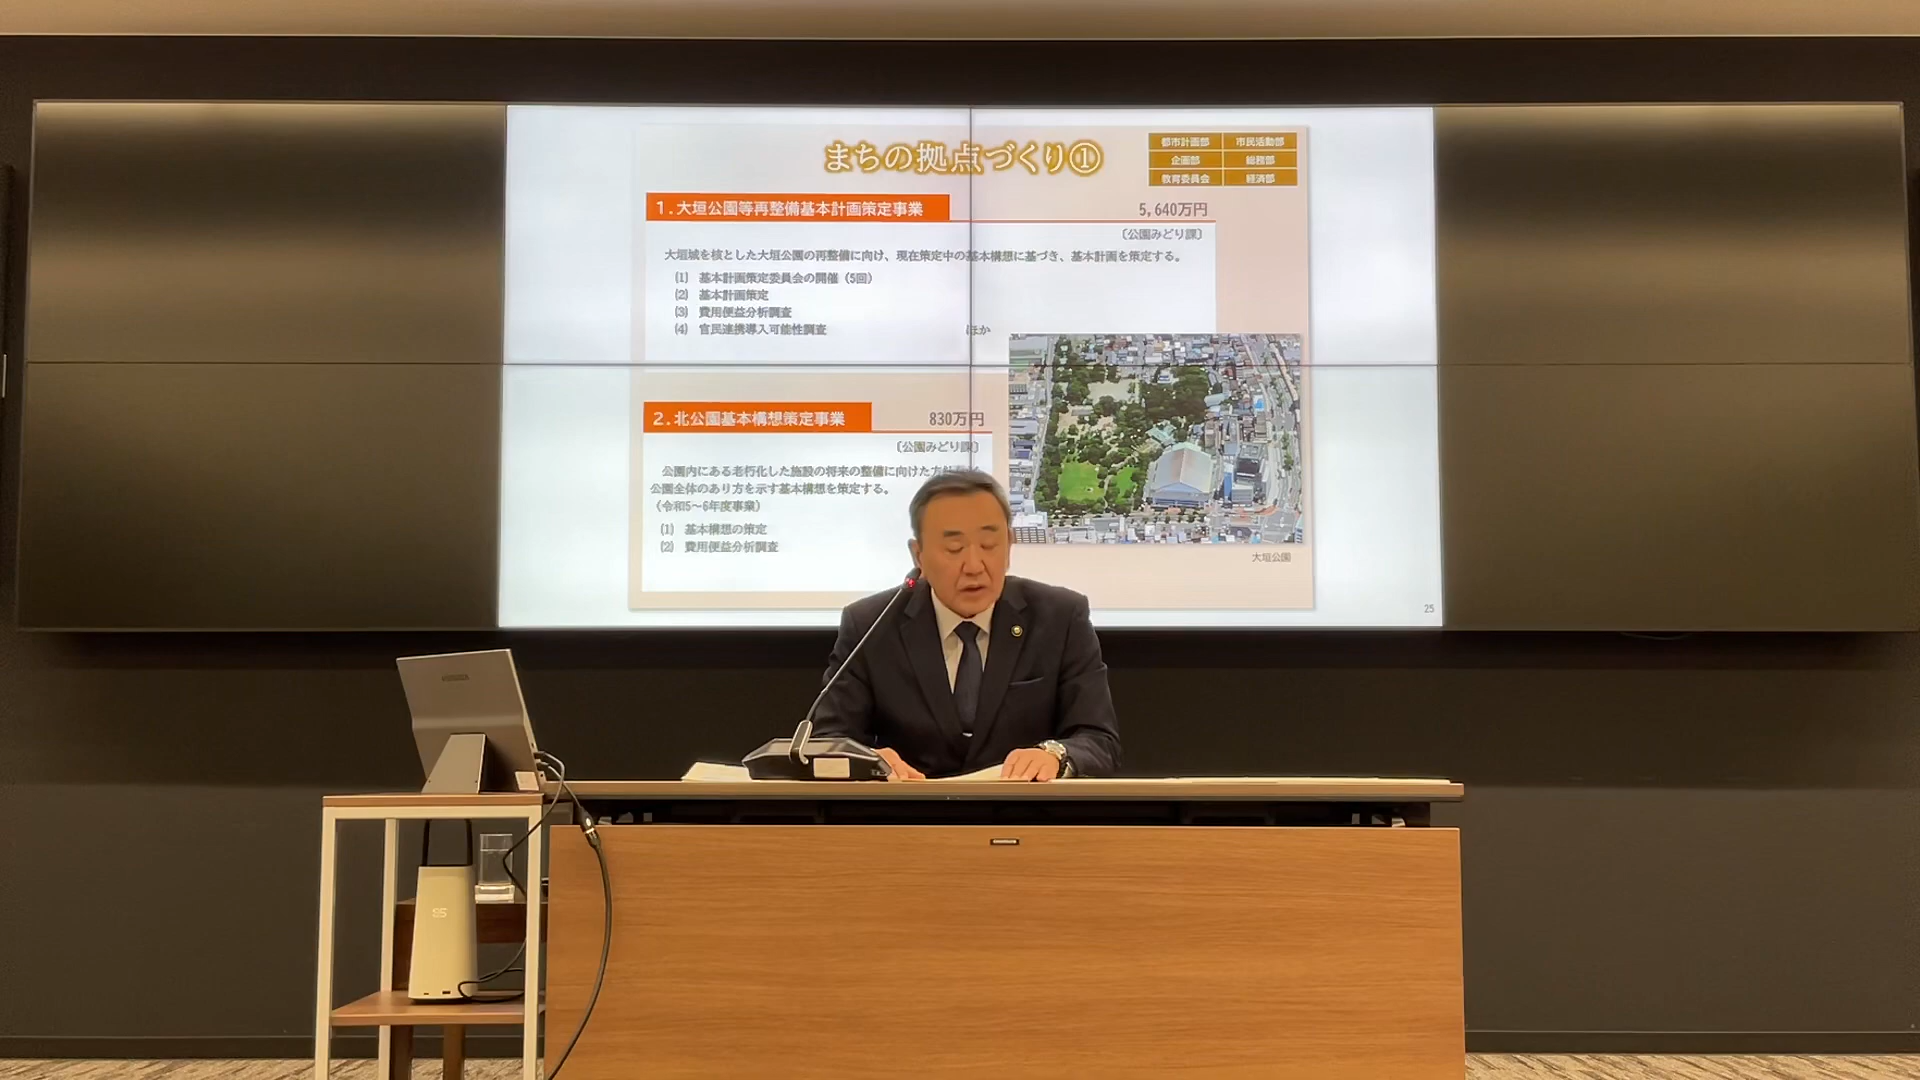 まちの拠点づくり①
都市計画部 市民活動部
企画部 総務部
教育委員会 経済部
1.大垣公園等再整備基本計画策定事業 5,640万円
〔公園みどり課〕
大垣城を核とした大垣公園の再整備に向け、現在策定中の基本構想に基づき、基本計画を策定する。
(1) 基本計画策定委員会の開催（5回）
(2) 基本計画策定
(3) 費用便益分析調査
(4) 官民連携導入可能性調査 ほか
2.北公園基本構想策定事業 830万円
〔公園みどり課〕
公園内にある老朽化した施設の将来の整備に向けた方
公園全体のあり方を示す基本構想を策定する。
（令和5～6年度事業）
(1) 基本構想の策定
(2) 費用便益分析調査
大垣公園
25